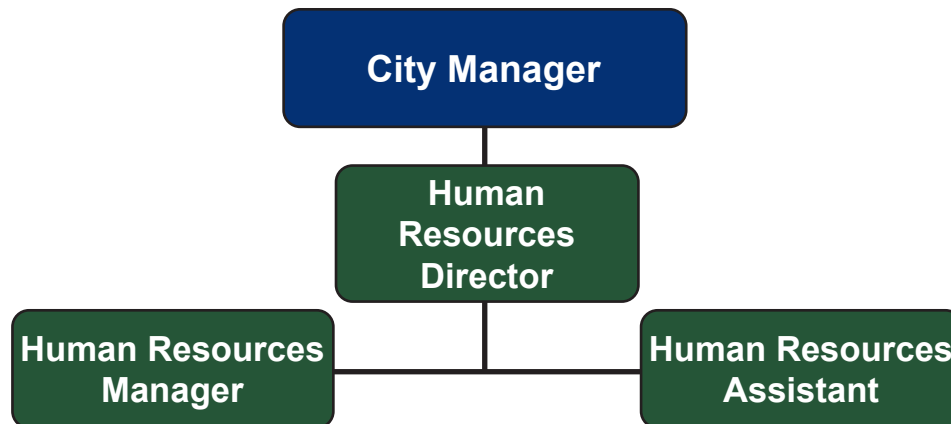 City Manager
Human
Resources
Director
Human Resources
Manager
Human Resources
Assistant